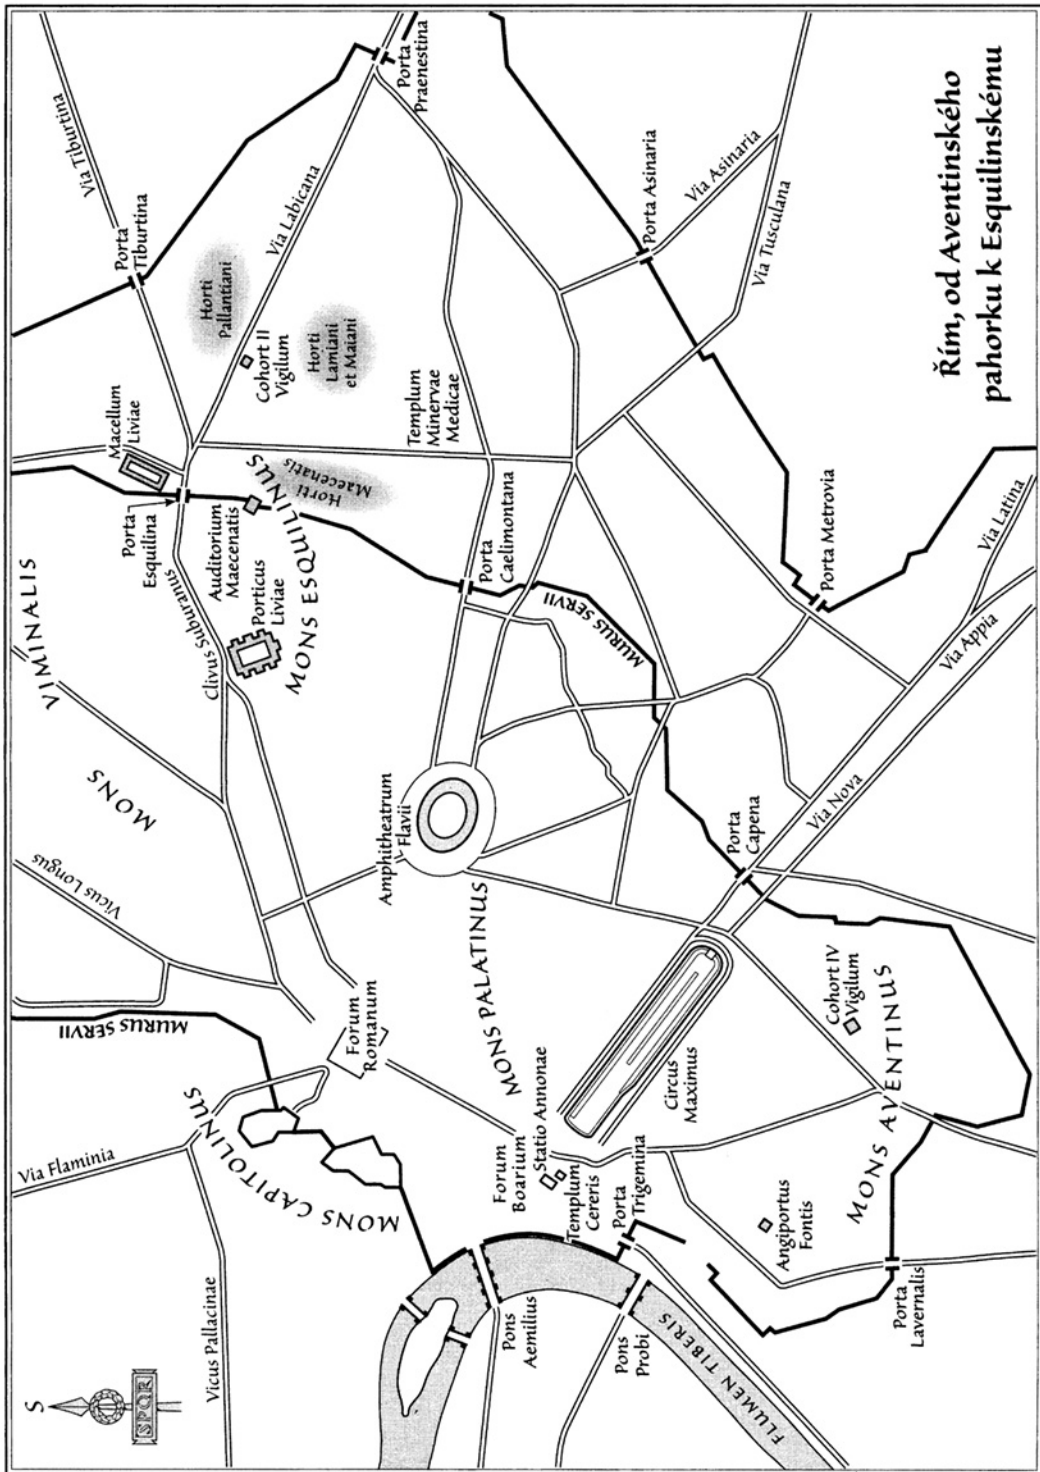 Řím, od Aventinského
pahorku k Esquilinskému
S
SPQR
Via Flaminia
Vicus Pallacinae
MONS CAPITOLINUS
MURUS SERVII
Vicus Longus
MONS
VIMINALIS
Clivus Suburanus
Porta
Esquilina
Macellum
Liviae
Porta
Tiburtina
Via Tiburtina
Auditorium
Maecenatis
Porticus
Liviae
MONS ESQUILINUS
Horti
Maecenatis
Horti
Pallantiani
Cohort II
Vigilum
Horti
Lamiani
et Maiani
Via Labicana
Porta
Praenestina
Templum
Minervae
Medicae
Forum
Romanum
Amphitheatrum
Flavii
Porta
Caelimontana
MURUS SERVII
Porta Asinaria
Via Asinaria
Via Tusculana
MONS PALATINUS
Forum
Boarium
Statio Annonae
Templum
Cereris
Porta
Trigemina
Pons
Aemilius
Pons
Probi
FLUMEN TIBERIS
Circus
Maximus
Porta
Capena
Porta Metrovia
Via Nova
Via Appia
Via Latina
Cohort IV
Vigilum
MONS AVENTINUS
Angiportus
Fontis
Porta
Lavernalis